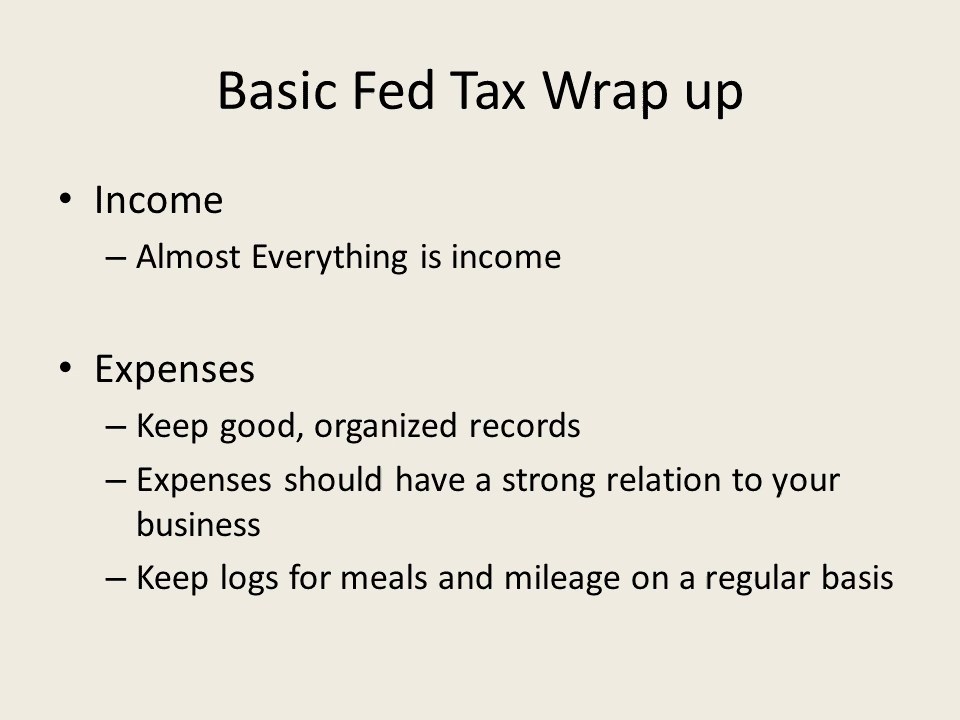 Basic Fed Tax Wrap up
• Income
– Almost Everything is income
• Expenses
– Keep good, organized records
– Expenses should have a strong relation to your
business
– Keep logs for meals and mileage on a regular basis